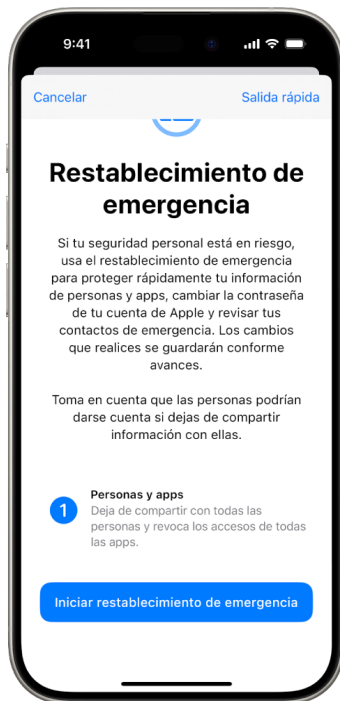 9:41
Cancelar
Salida rápida
Restablecimiento de
emergencia
Si tu seguridad personal está en riesgo,
usa el restablecimiento de emergencia
para proteger rápidamente tu información
de personas y apps, cambiar la contraseña
de tu cuenta de Apple y revisar tus
contactos de emergencia. Los cambios
que realices se guardarán conforme
avances.
Toma en cuenta que las personas podrían
darse cuenta si dejas de compartir
información con ellas.
1
Personas y apps
Deja de compartir con todas las
personas y revoca los accesos de todas
las apps.
Iniciar restablecimiento de emergencia